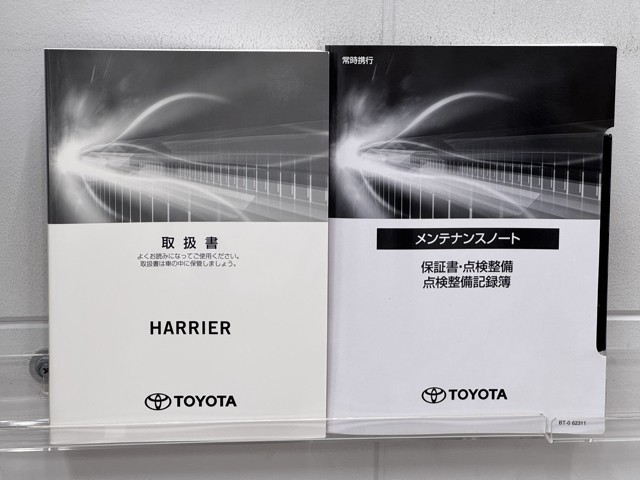 取扱書
よくお読みになってご使用ください。
取扱書は車の中に保管しましょう。
HARRIER
TOYOTA
常時携行
メンテナンスノート
保証書・点検整備
点検整備記録簿
TOYOTA
BT-0 62311